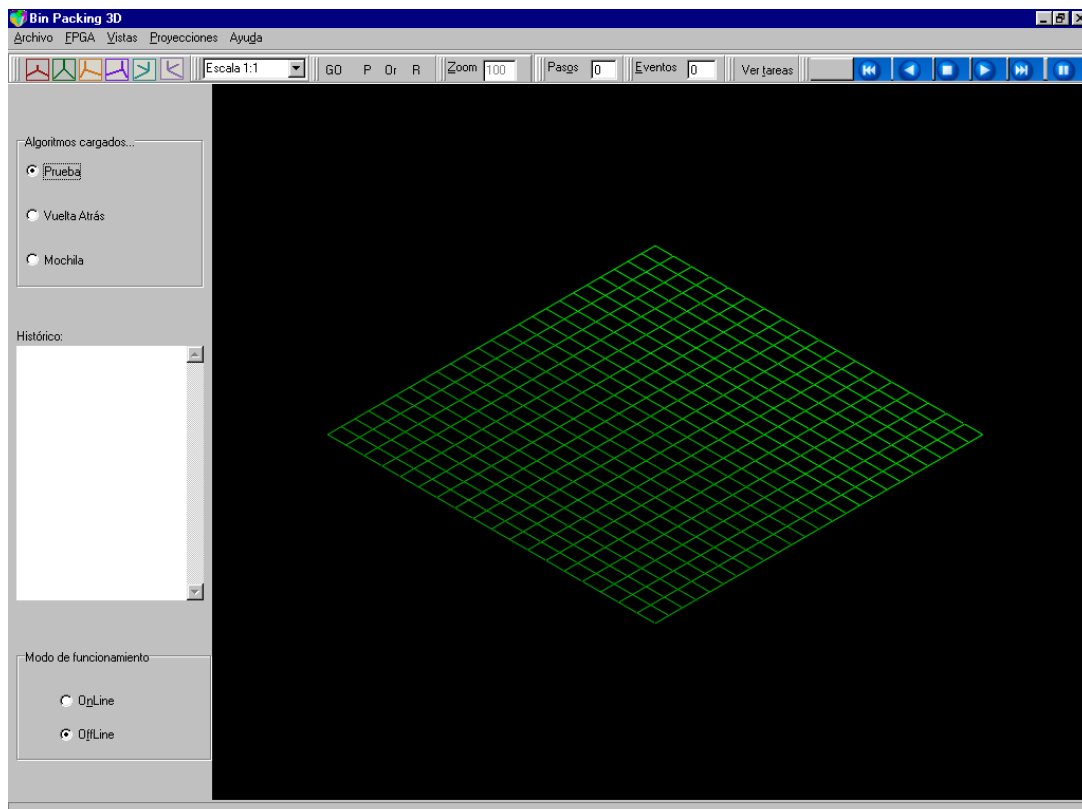 Bin Packing 3D
Archivo FPGA Vistas Proyecciones Ayuda
Escala 1:1 GO P Or R Zoom 100 Pasos 0 Eventos 0 Ver tareas
Algoritmos cargados...
Prueba
Vuelta Atrás
Mochila
Histórico:
Modo de funcionamiento
OnLine
OffLine